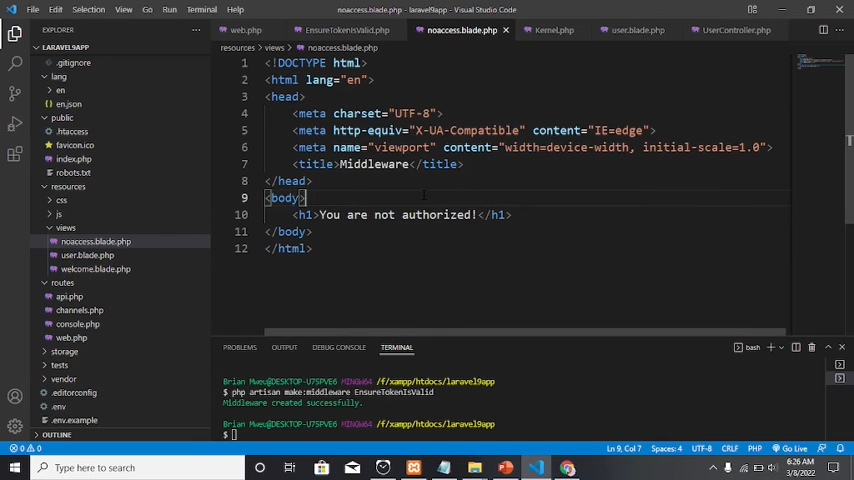 File Edit Selection View Go Run Terminal Help
noaccess.blade.php - laravel9app - Visual Studio Code
EXPLORER
LARAVEL9APP
.gitignore
lang
en
en.json
public
.htaccess
favicon.ico
index.php
robots.txt
resources
css
js
views
noaccess.blade.php
user.blade.php
welcome.blade.php
routes
api.php
channels.php
console.php
web.php
storage
tests
vendor
.editorconfig
.env
.env.example
OUTLINE
web.php EnsureTokenIsValid.php noaccess.blade.php Kernel.php user.blade.php UserController.php
resources > views > noaccess.blade.php
1 <!DOCTYPE html>
2 <html lang="en">
3 <head>
4 <meta charset="UTF-8">
5 <meta http-equiv="X-UA-Compatible" content="IE=edge">
6 <meta name="viewport" content="width=device-width, initial-scale=1.0">
7 <title>Middleware</title>
8 </head>
9 <body>
10 <h1>You are not authorized!</h1>
11 </body>
12 </html>
PROBLEMS OUTPUT DEBUG CONSOLE TERMINAL
bash
Brian Mweu@DESKTOP-U75PVE6 MINGW64 /f/xampp/htdocs/laravel9app
$ php artisan make:middleware EnsureTokenIsValid
Middleware created successfully.
Brian Mweu@DESKTOP-U75PVE6 MINGW64 /f/xampp/htdocs/laravel9app
$
0 0 Ln 9, Col 7 Spaces: 4 UTF-8 CRLF PHP Go Live
Type here to search
6:26 AM
3/8/2022